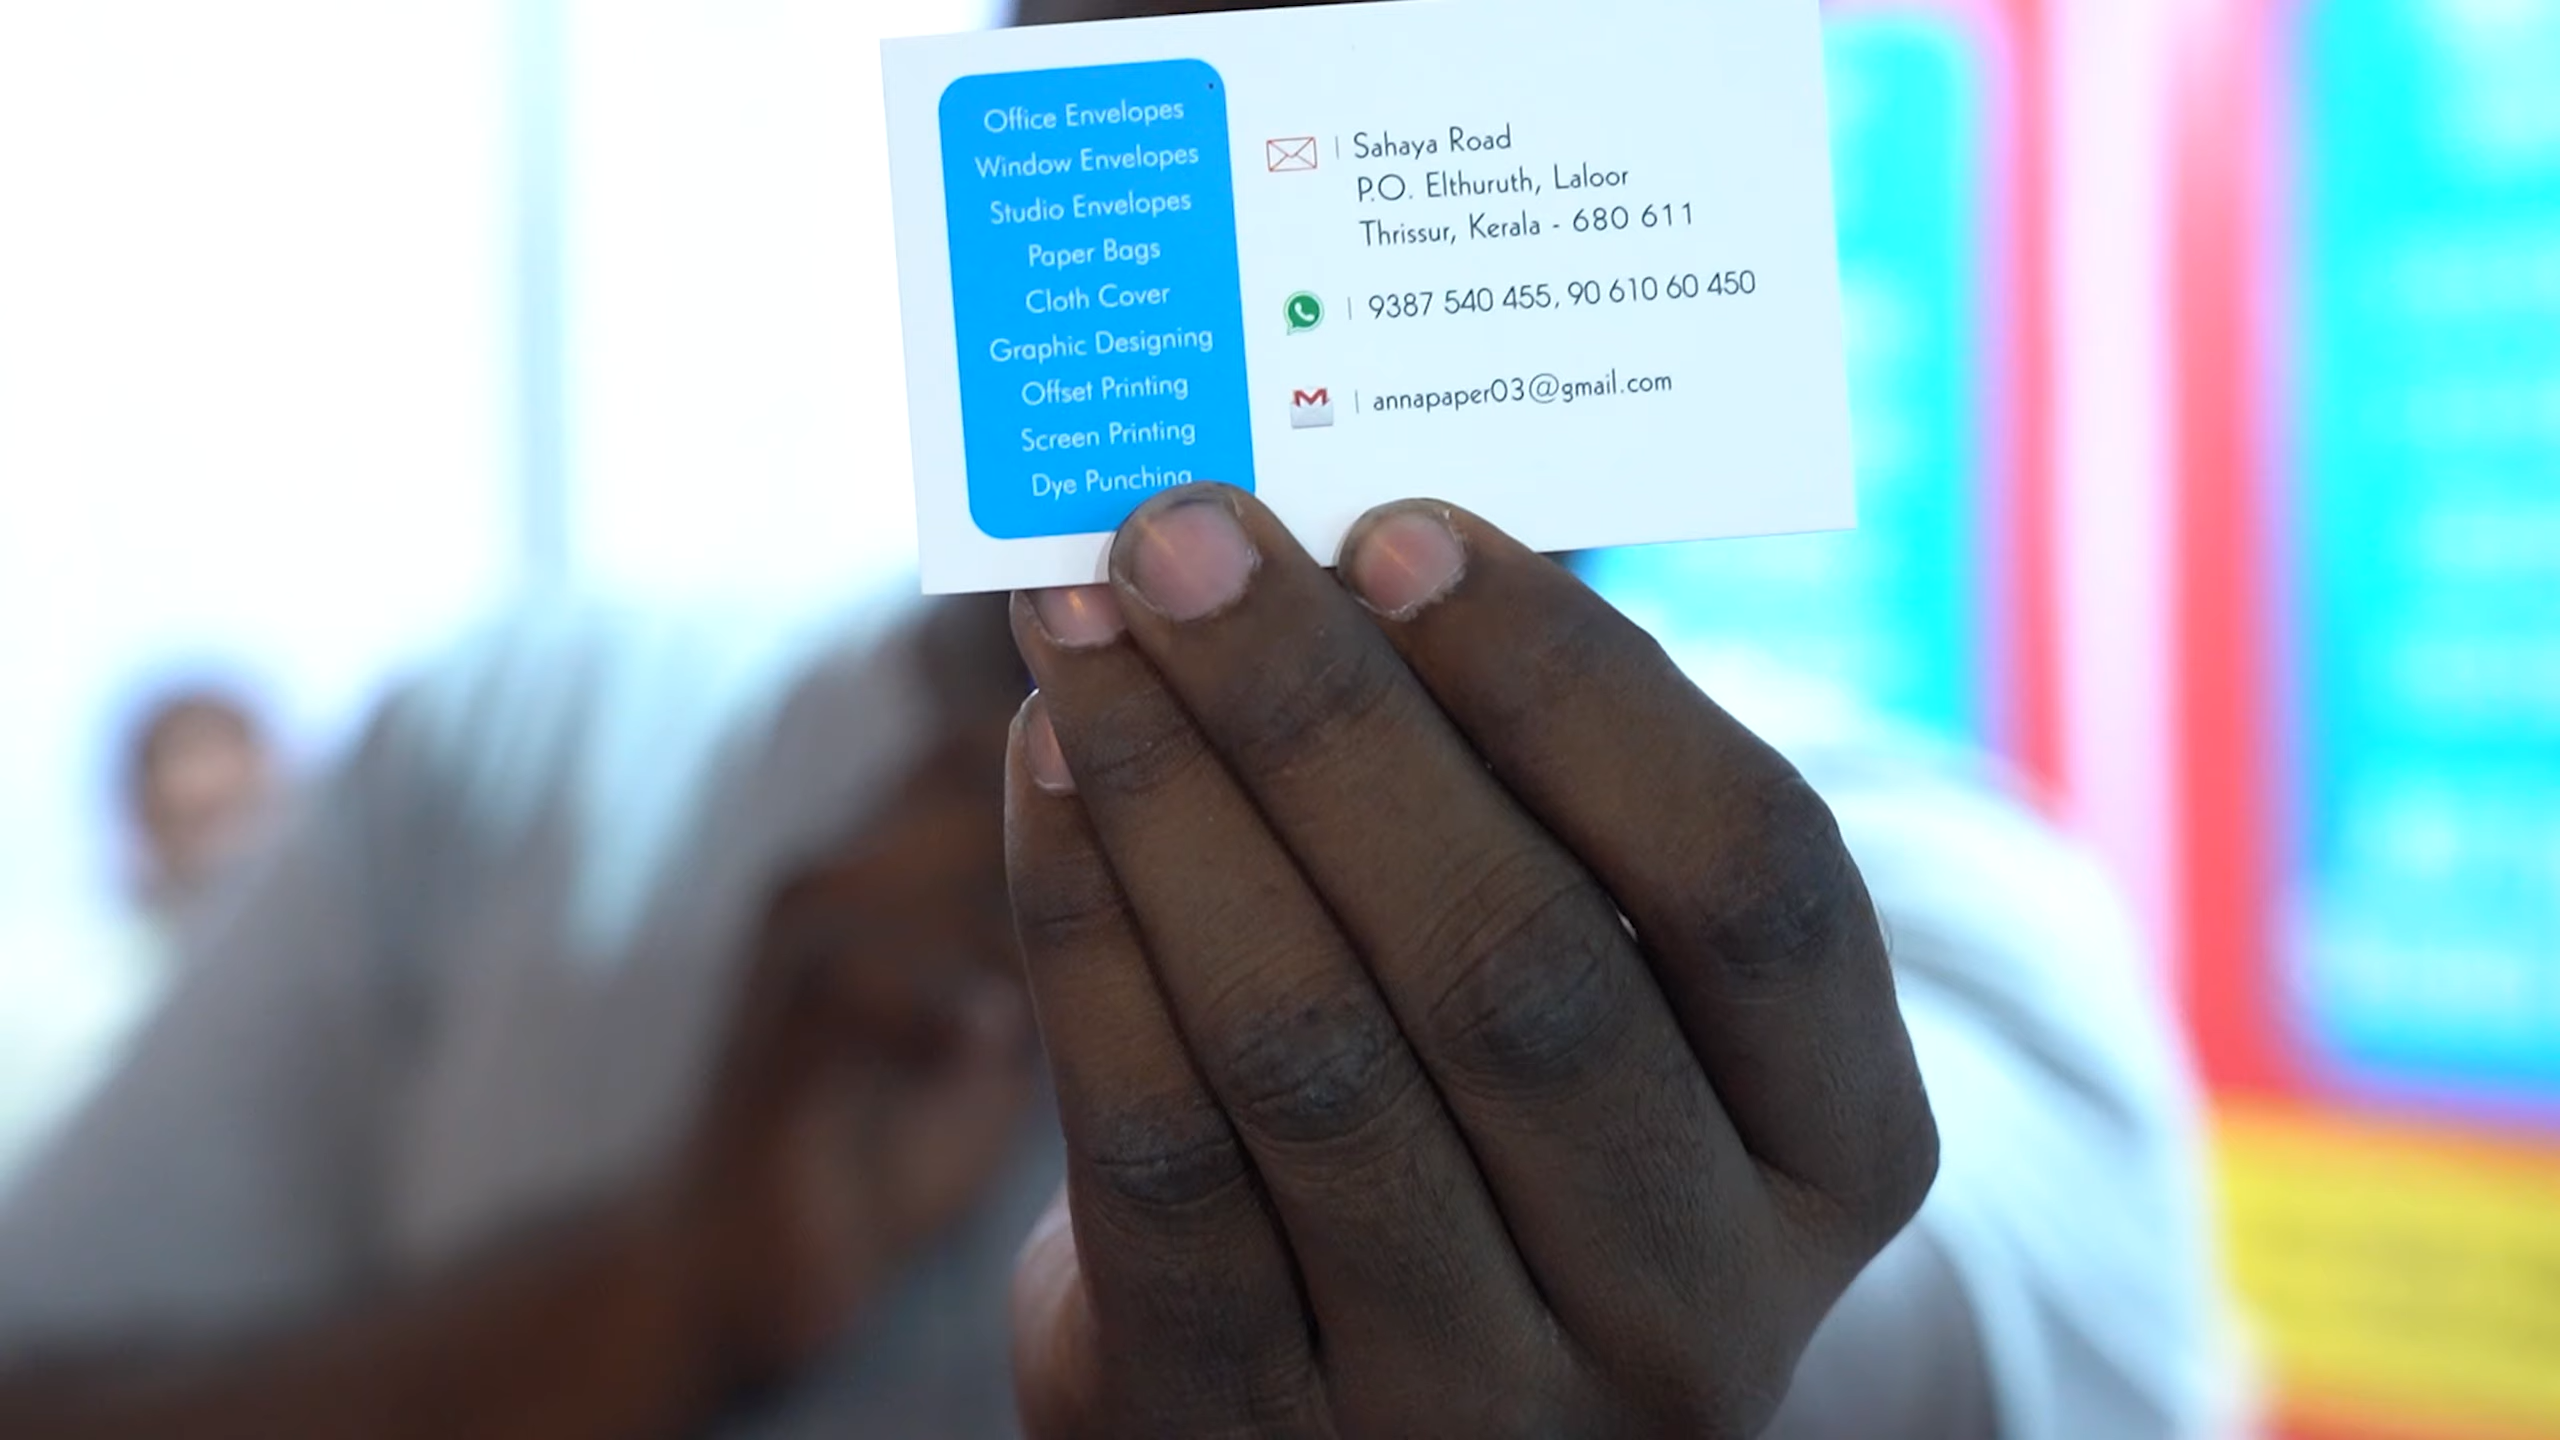 Office Envelopes
Window Envelopes
Studio Envelopes
Paper Bags
Cloth Cover
Graphic Designing
Offset Printing
Screen Printing
Dye Punching
Sahaya Road
P.O. Elthuruth, Laloor
Thrissur, Kerala - 680 611
9387 540 455, 90 610 60 450
annapaper03@gmail.com